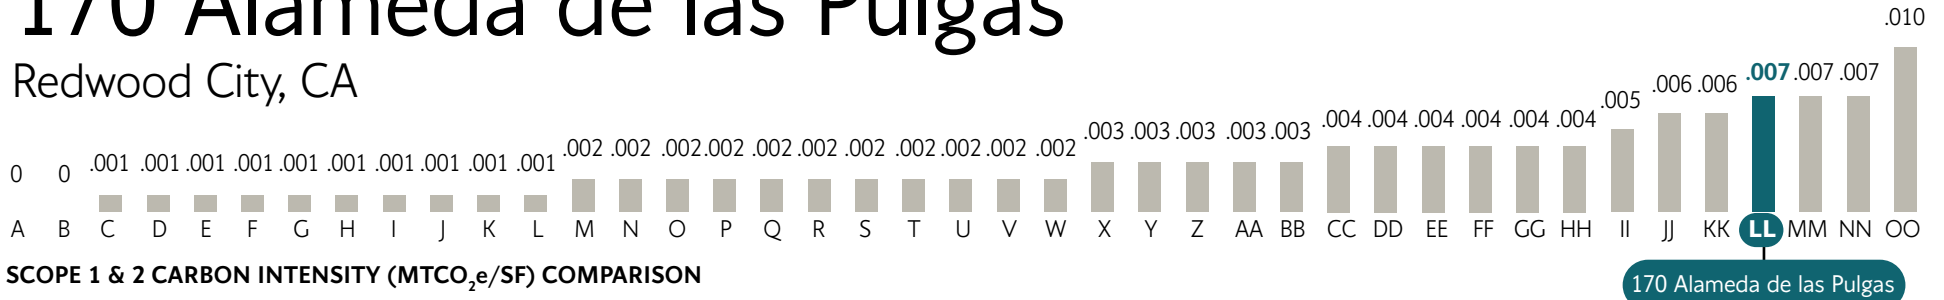 170 Alameda de las Pulgas
Redwood City, CA
0 0 .001 .001 .001 .001 .001 .001 .001 .001 .001 .001 .002 .002 .002 .002 .002 .002 .002 .002 .002 .002 .002 .003 .003 .003 .003 .003 .004 .004 .004 .004 .004 .004 .005 .006 .006 .007 .007 .007 .010
A B C D E F G H I J K L M N O P Q R S T U V W X Y Z AA BB CC DD EE FF GG HH II JJ KK LL MM NN OO
SCOPE 1 & 2 CARBON INTENSITY (MTCO₂e/SF) COMPARISON
170 Alameda de las Pulgas